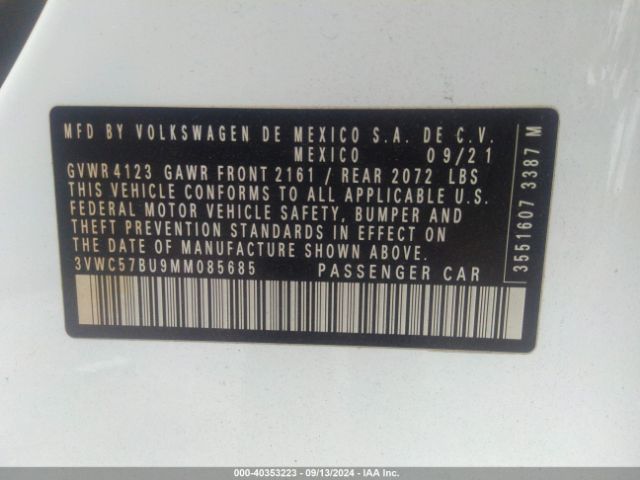 MFD BY VOLKSWAGEN DE MEXICO S.A. DE C.V.
MEXICO 09/21
GVWR 4123 GAWR FRONT 2161 / REAR 2072 LBS
THIS VEHICLE CONFORMS TO ALL APPLICABLE U.S.
FEDERAL MOTOR VEHICLE SAFETY, BUMPER AND
THEFT PREVENTION STANDARDS IN EFFECT ON
THE DATE OF MANUFACTURE SHOWN ABOVE.
3VWC57BU9MM085685 PASSENGER CAR
3551607 3387 M
000-40353223 - 09/13/2024 - IAA Inc.